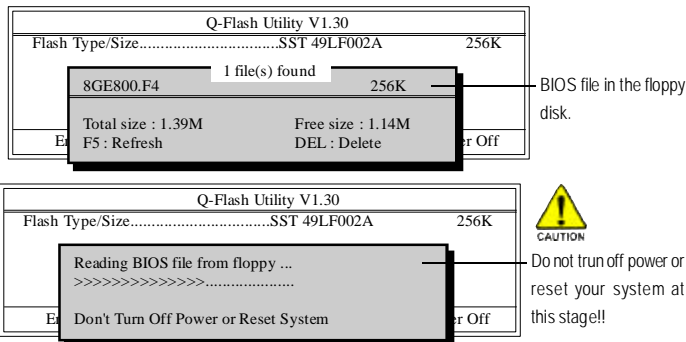 Q-Flash Utility V1.30
Flash Type/Size.................................SST 49LF002A 256K
1 file(s) found
8GE800.F4 256K
BIOS file in the floppy
disk.
Total size : 1.39M Free size : 1.14M
F5 : Refresh DEL : Delete
er Off
Q-Flash Utility V1.30
Flash Type/Size.................................SST 49LF002A 256K
CAUTION
Reading BIOS file from floppy ...
>>>>>>>>>>>>>>.....................
Do not trun off power or
reset your system at
this stage!!
Don't Turn Off Power or Reset System
er Off